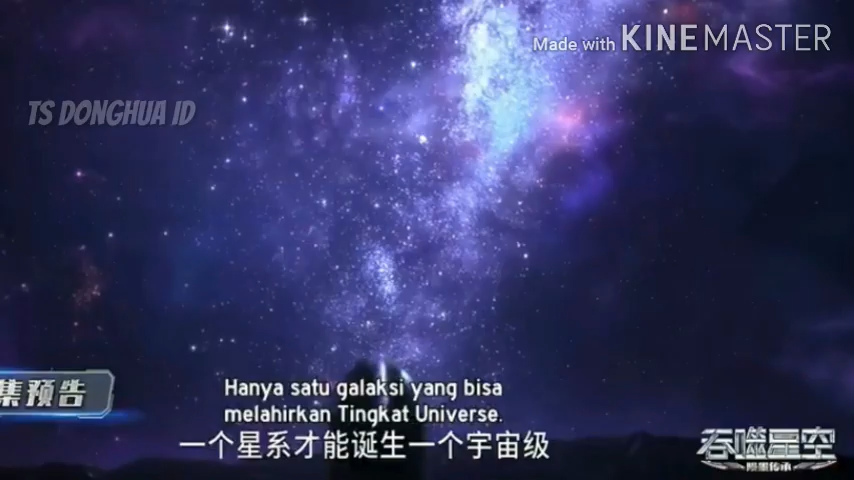 Made with KINEMASTER
TS DONGHUA ID
集预告
Hanya satu galaksi yang bisa
melahirkan Tingkat Universe.
一个星系才能诞生一个宇宙级
吞噬星空